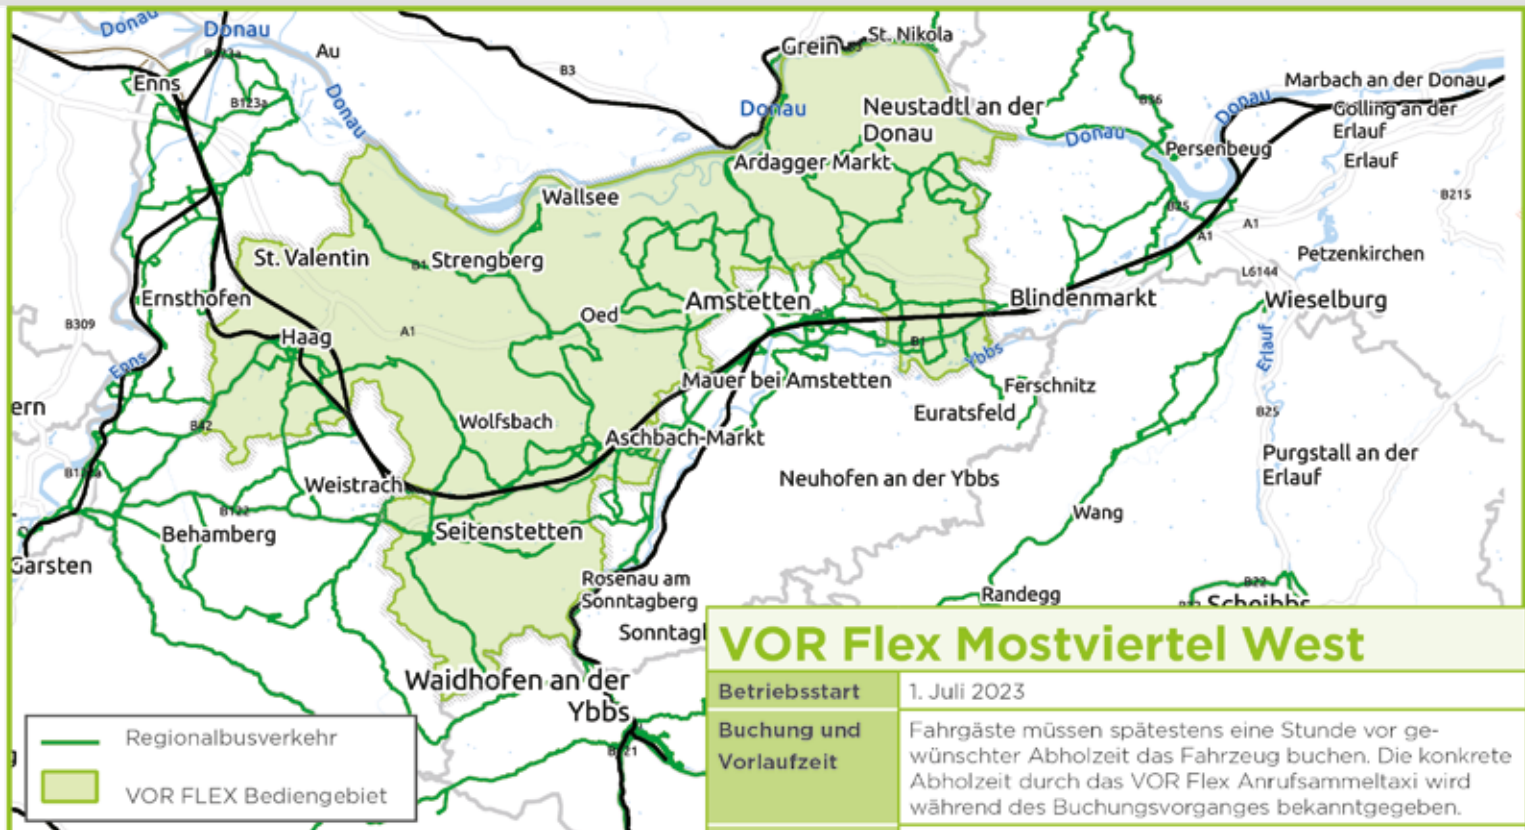 Donau
Donau
Au
Grein
St. Nikola
B3
Enns
B123a
Donau
Donau
Neustadtl an der
Donau
B36
Donau
Marbach an der Donau
Golling an der
Erlauf
Donau
Persenbeug
Erlauf
Ardagger Markt
Wallsee
B215
B25
A1
A1
St. Valentin
B1
Strengberg
Petzenkirchen
L6144
Ernsthofen
Amstetten
Blindenmarkt
Wieselburg
Oed
B309
A1
Haag
B1
Ybbs
Erlauf
Enns
Mauer bei Amstetten
Ferschnitz
Euratsfeld
ern
B42
Wolfsbach
Aschbach-Markt
B25
Purgstall an der
Erlauf
Weistrach
Neuhofen an der Ybbs
B122
Wang
Behamberg
Seitenstetten
Garsten
Rosenau am
Sonntagberg
Randegg
B22
Scheibbs
Sonntagl
Waidhofen an der
Ybbs
VOR Flex Mostviertel West
Betriebsstart
1. Juli 2023
Buchung und
Vorlaufzeit
Fahrgäste müssen spätestens eine Stunde vor ge-
wünschter Abholzeit das Fahrzeug buchen. Die konkrete
Abholzeit durch das VOR Flex Anrufsammeltaxi wird
während des Buchungsvorganges bekanntgegeben.
Regionalbusverkehr
VOR FLEX Bediengebiet